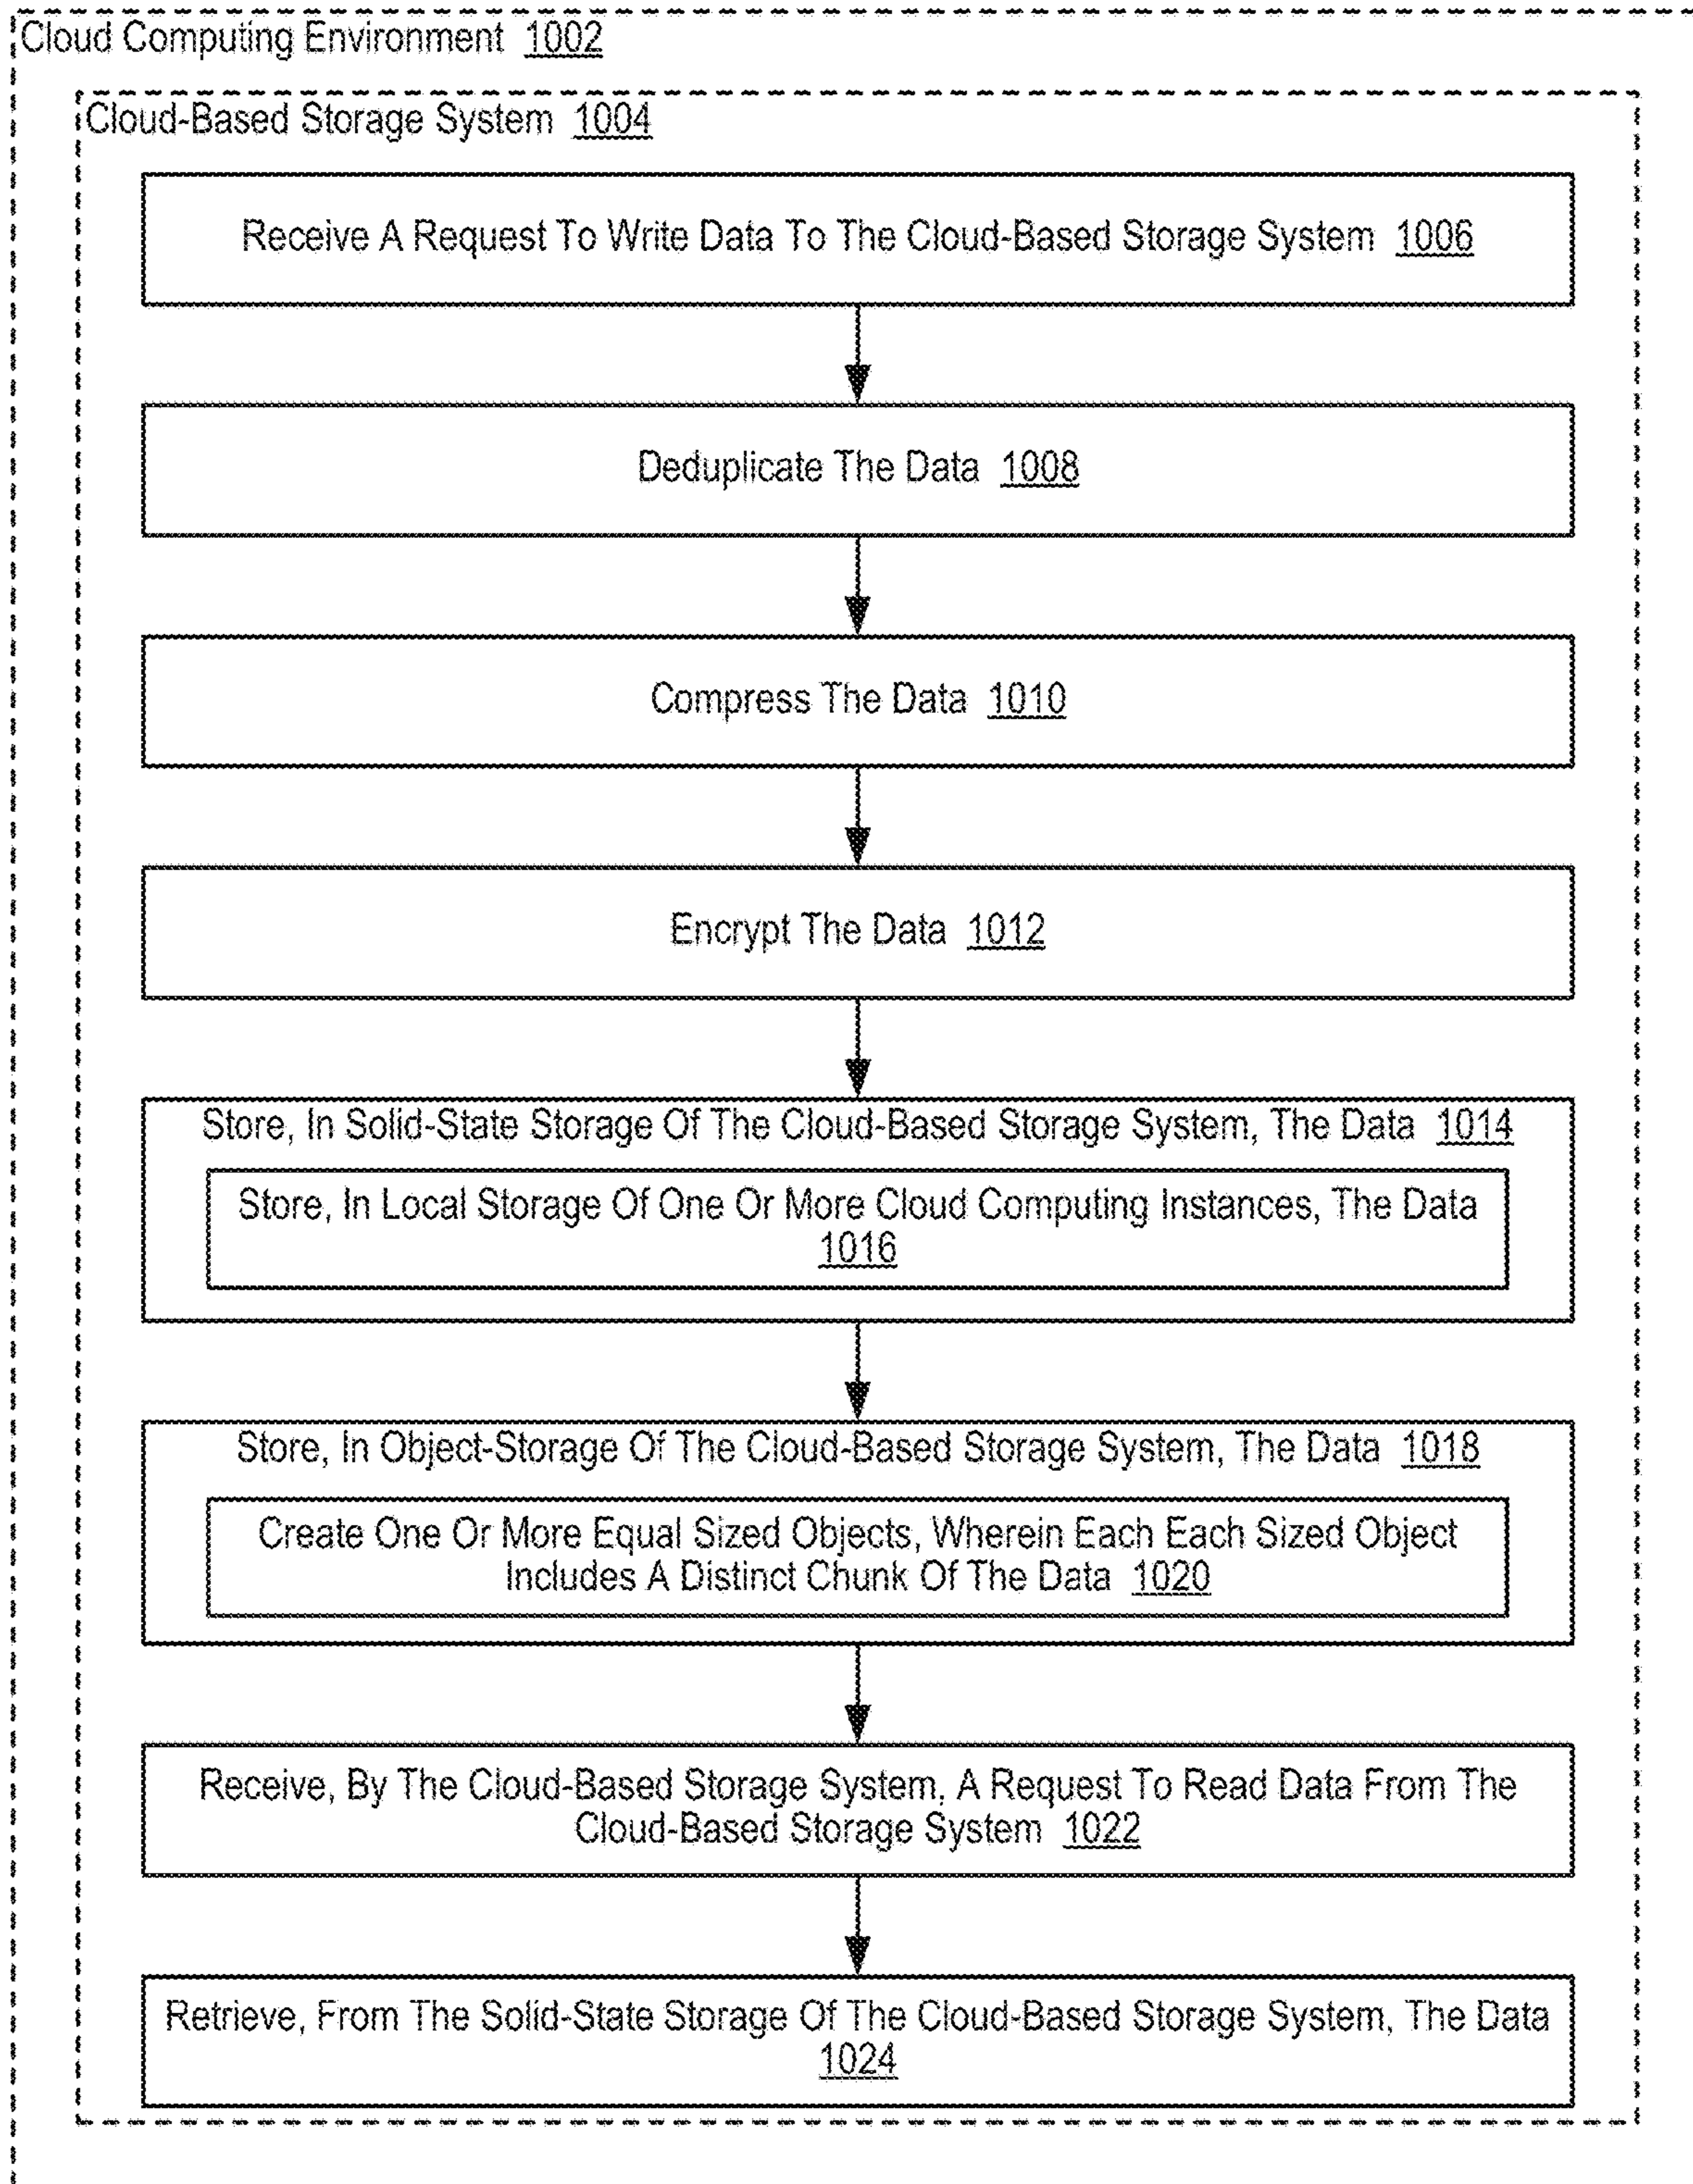 Cloud Computing Environment 1002
Cloud-Based Storage System 1004
Receive A Request To Write Data To The Cloud-Based Storage System 1006
Deduplicate The Data 1008
Compress The Data 1010
Encrypt The Data 1012
Store, In Solid-State Storage Of The Cloud-Based Storage System, The Data 1014
Store, In Local Storage Of One Or More Cloud Computing Instances, The Data
1016
Store, In Object-Storage Of The Cloud-Based Storage System, The Data 1018
Create One Or More Equal Sized Objects, Wherein Each Each Sized Object
Includes A Distinct Chunk Of The Data 1020
Receive, By The Cloud-Based Storage System, A Request To Read Data From The
Cloud-Based Storage System 1022
Retrieve, From The Solid-State Storage Of The Cloud-Based Storage System, The Data
1024